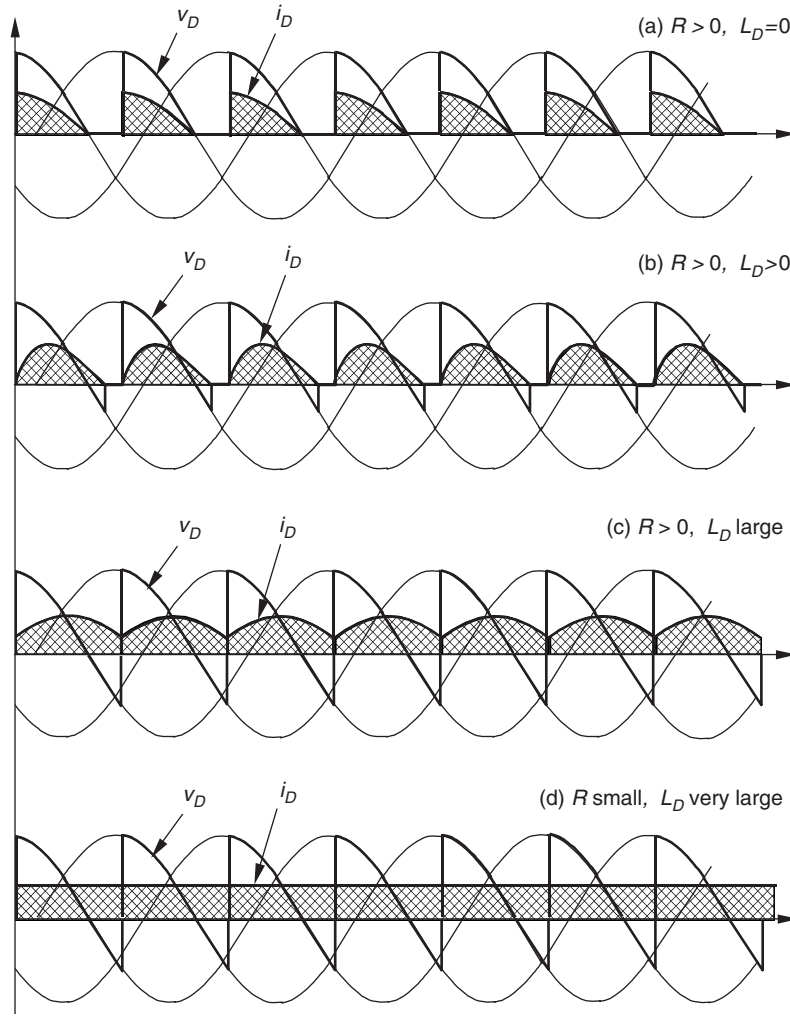 (a) R > 0, L_D=0
v_D i_D
(b) R > 0, L_D>0
v_D i_D
(c) R > 0, L_D large
v_D i_D
(d) R small, L_D very large
v_D i_D